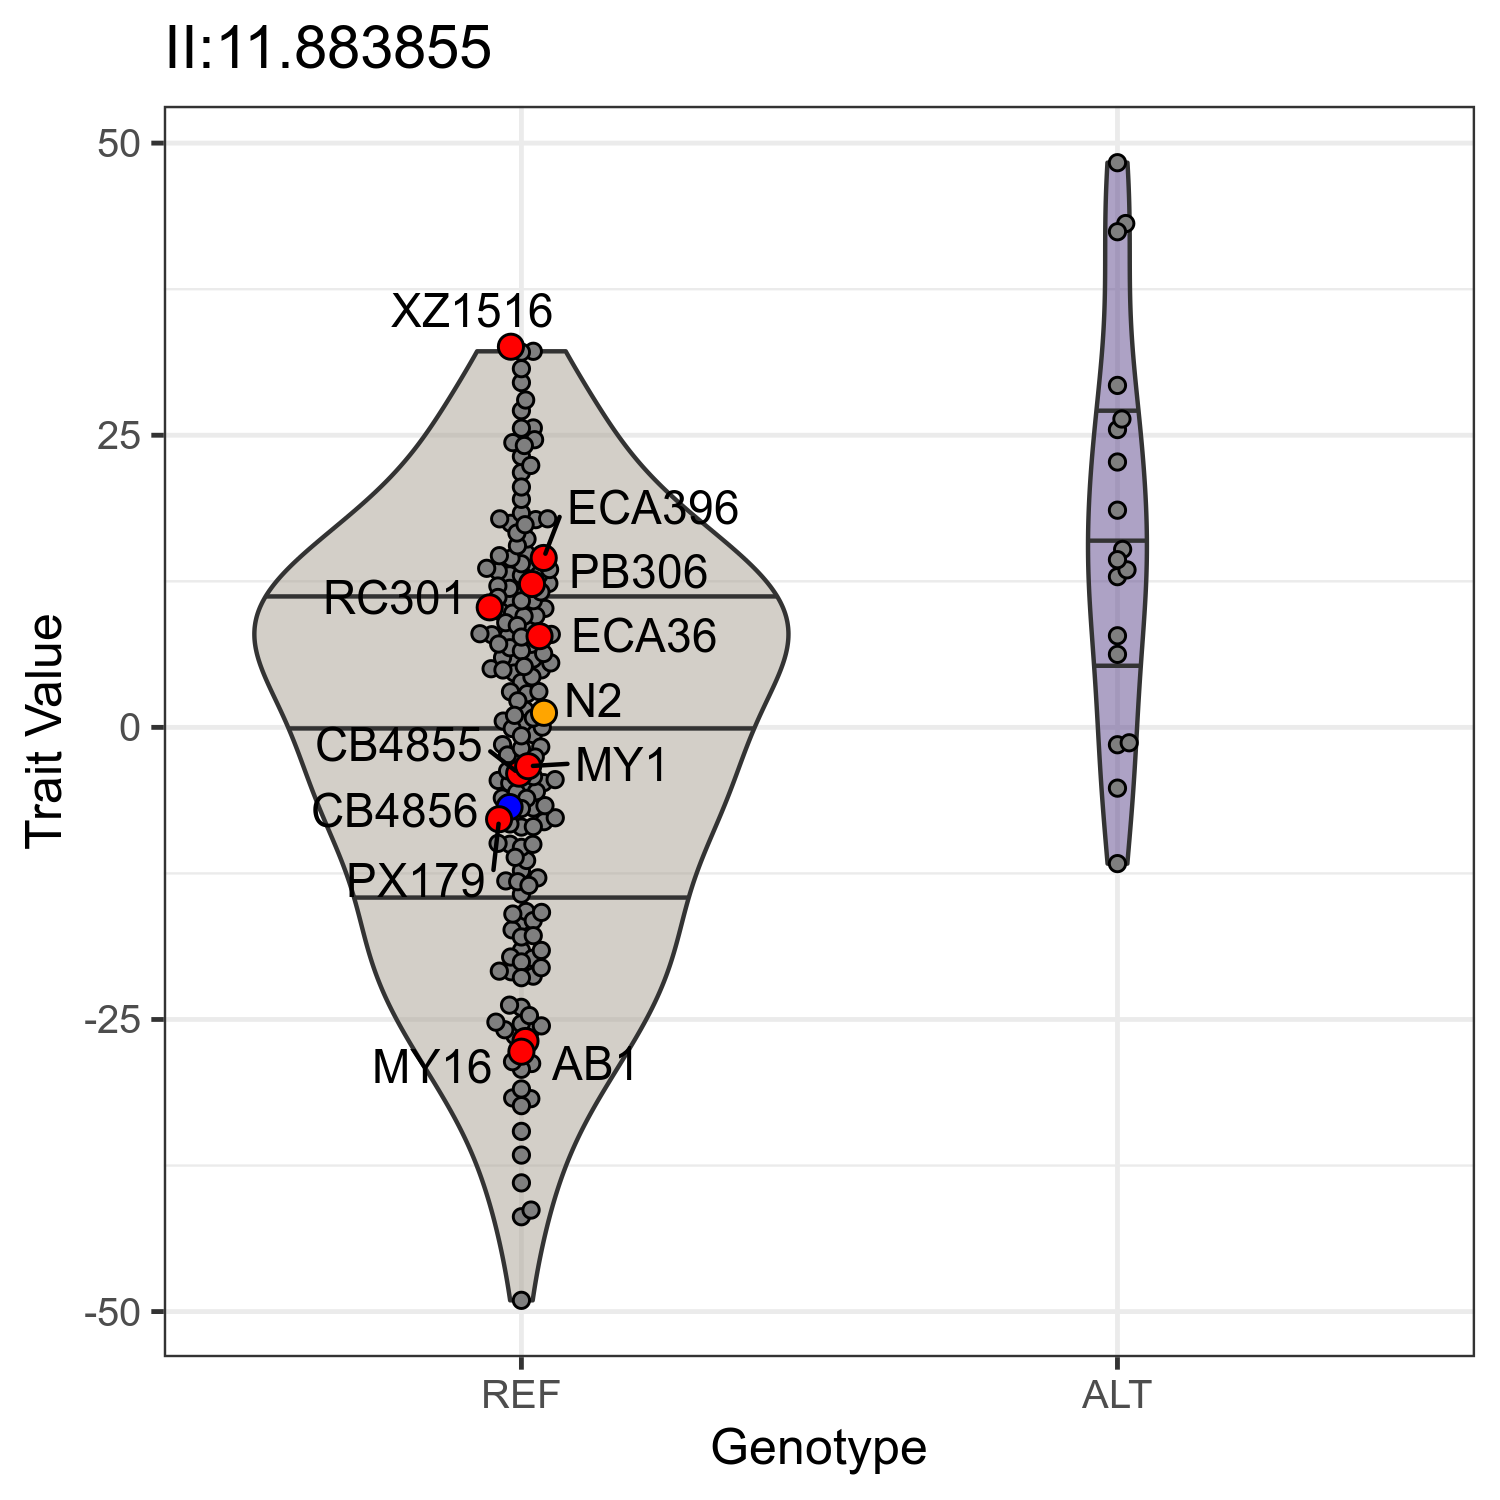 II:11.883855
Trait Value
50
25
0
-25
-50
XZ1516
ECA396
PB306
RC301
ECA36
N2
CB4855
MY1
CB4856
PX179
MY16
AB1
REF
ALT
Genotype